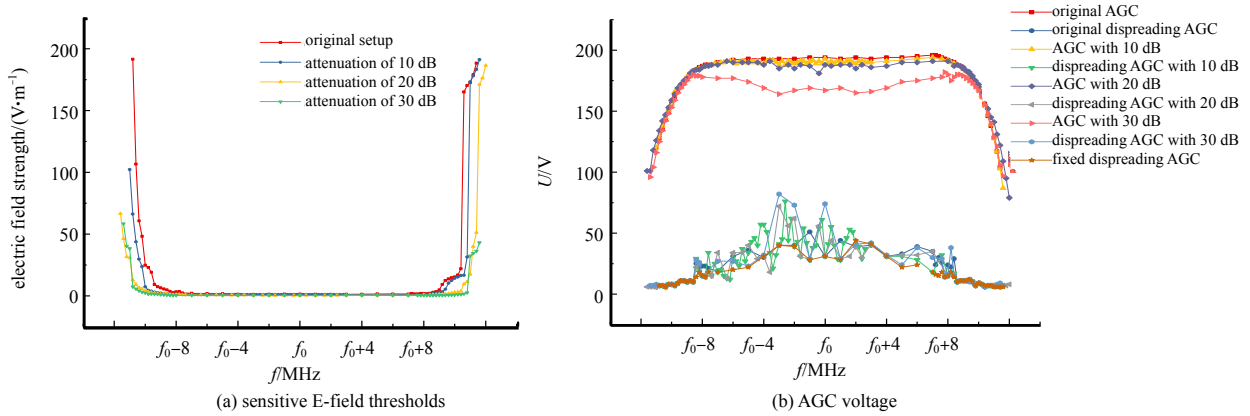 electric field strength/(V·m⁻¹)
200
150
100
50
0
original setup
attenuation of 10 dB
attenuation of 20 dB
attenuation of 30 dB
f₀−8
f₀−4
f₀
f₀+4
f₀+8
f/MHz
(a) sensitive E-field thresholds
U/V
200
150
100
50
0
original AGC
original dispreading AGC
AGC with 10 dB
dispreading AGC with 10 dB
AGC with 20 dB
dispreading AGC with 20 dB
AGC with 30 dB
dispreading AGC with 30 dB
fixed dispreading AGC
f₀−8
f₀−4
f₀
f₀+4
f₀+8
f/MHz
(b) AGC voltage